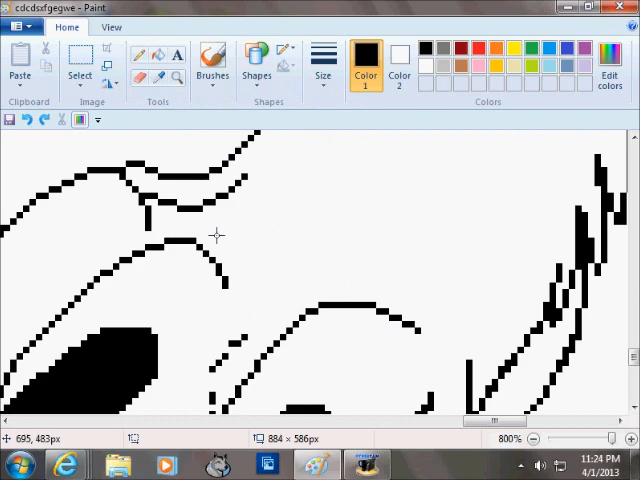 cdcdsxfgegwe - Paint
Home
View
Paste
Select
Brushes
Shapes
Size
Color 1
Color 2
Edit colors
Clipboard
Image
Tools
Shapes
Colors
695, 483px
884 × 586px
800%
11:24 PM
4/1/2013